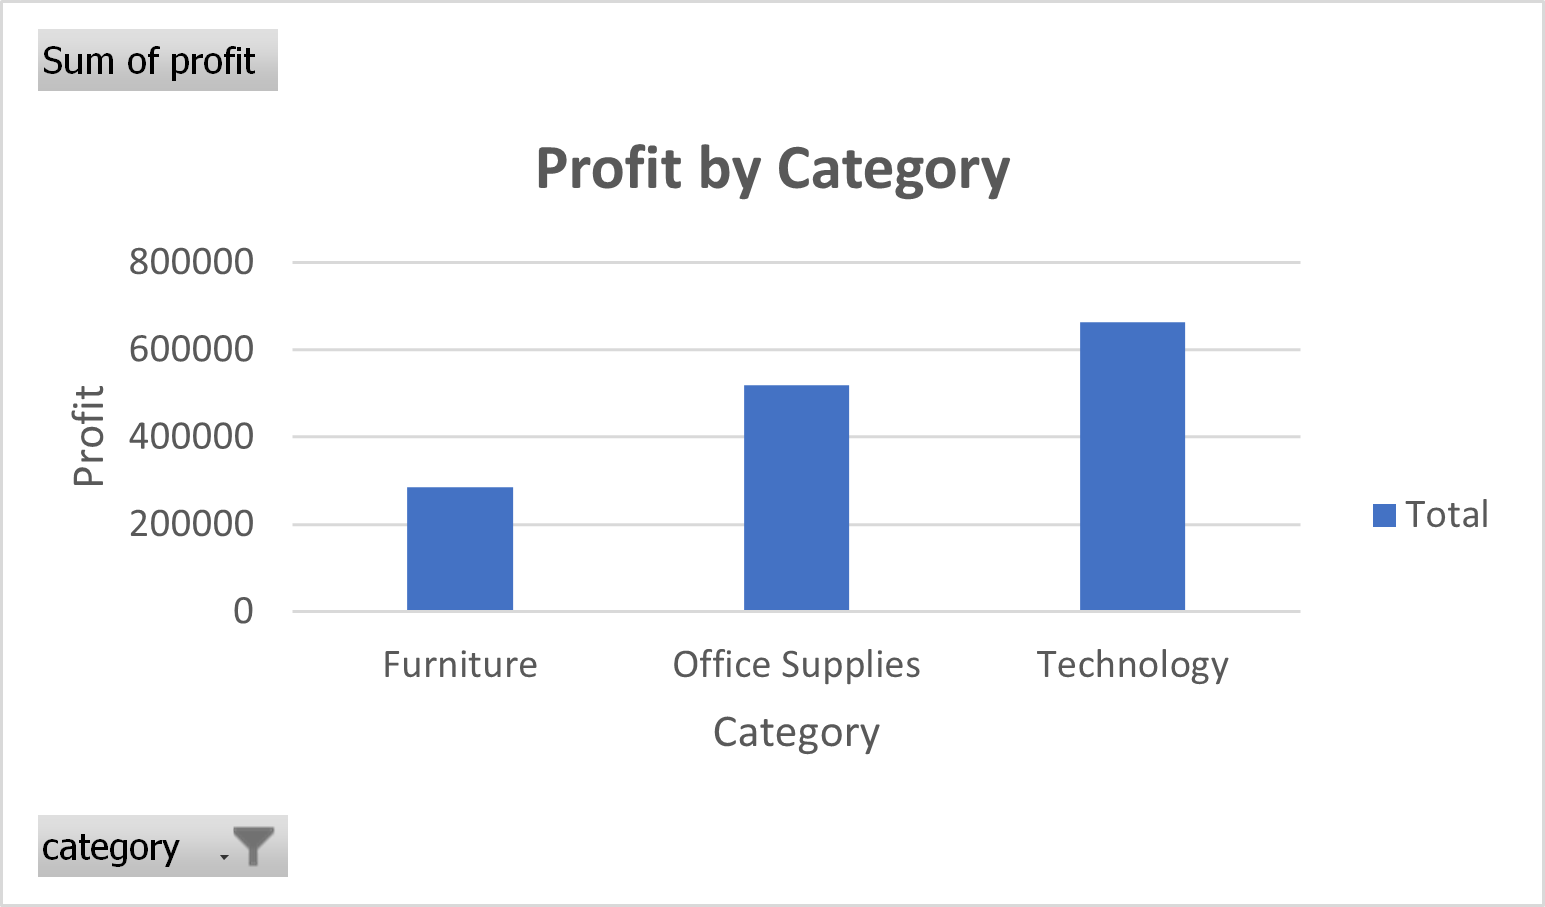 Sum of profit
Profit by Category
800000
600000
400000
200000
0
Profit
Furniture
Office Supplies
Technology
Category
Total
category